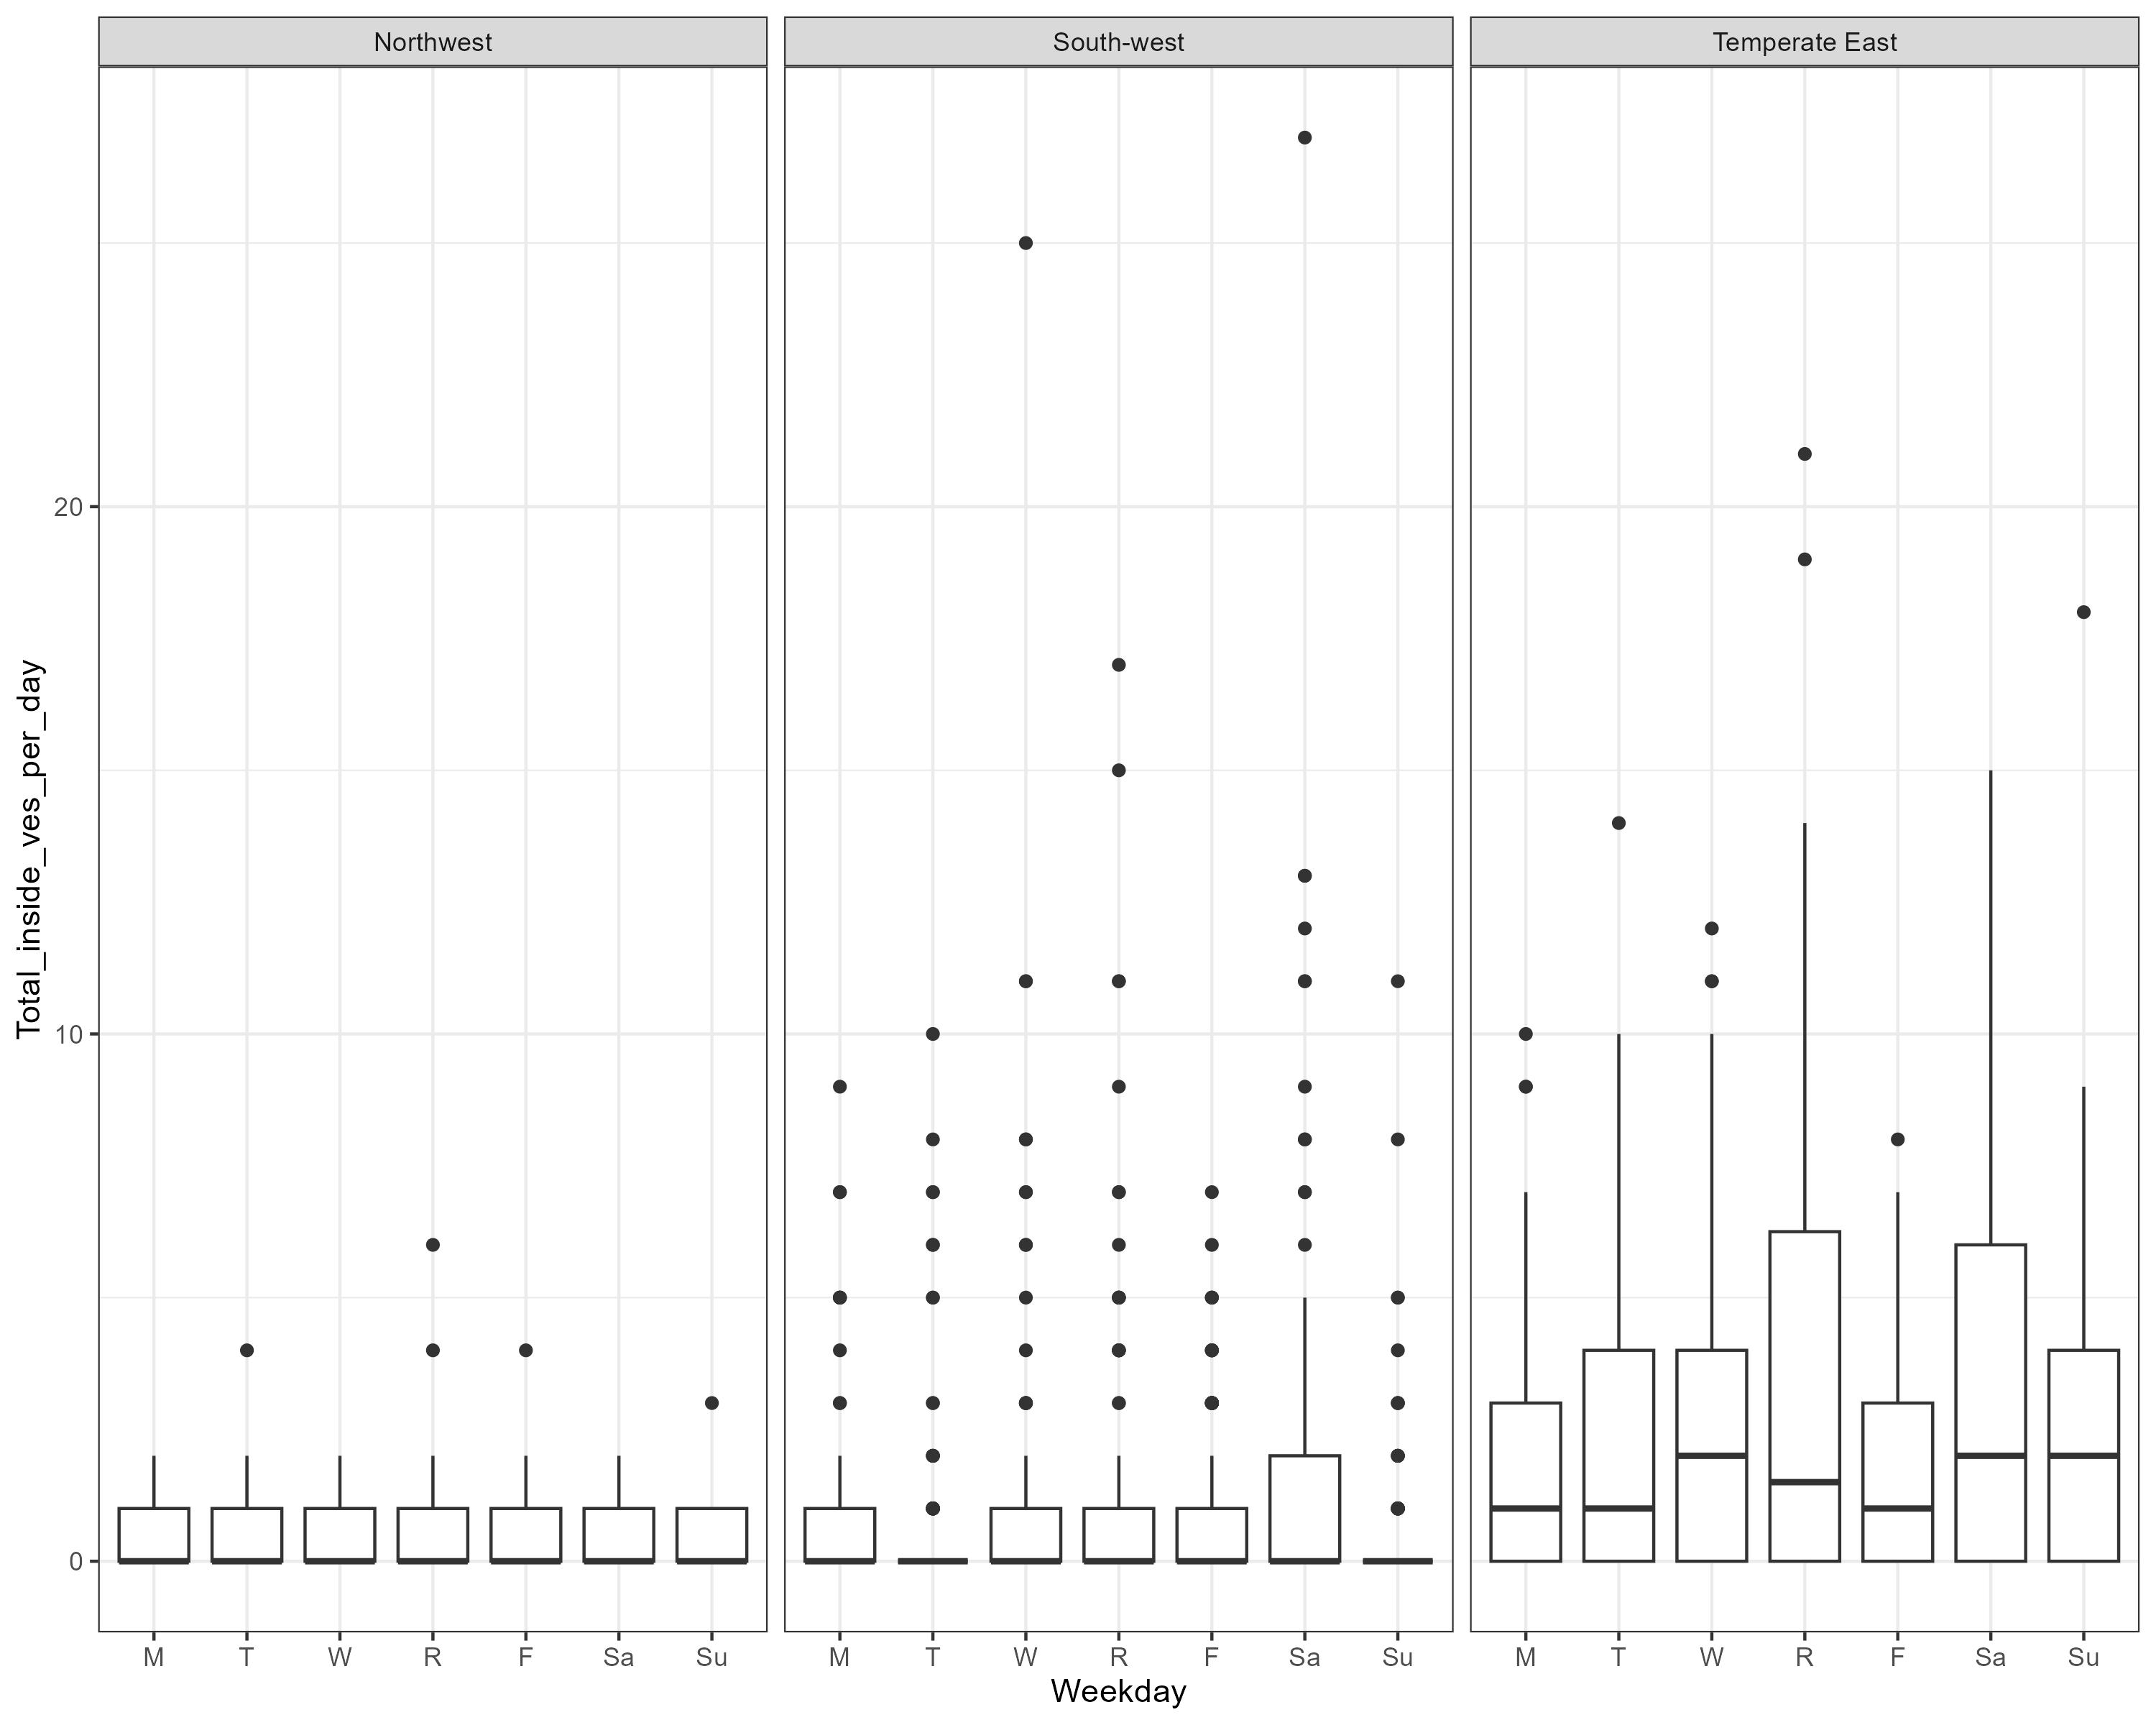 Northwest South-west Temperate East
Total_inside_ves_per_day
20
10
0
M T W R F Sa Su M T W R F Sa Su M T W R F Sa Su
Weekday